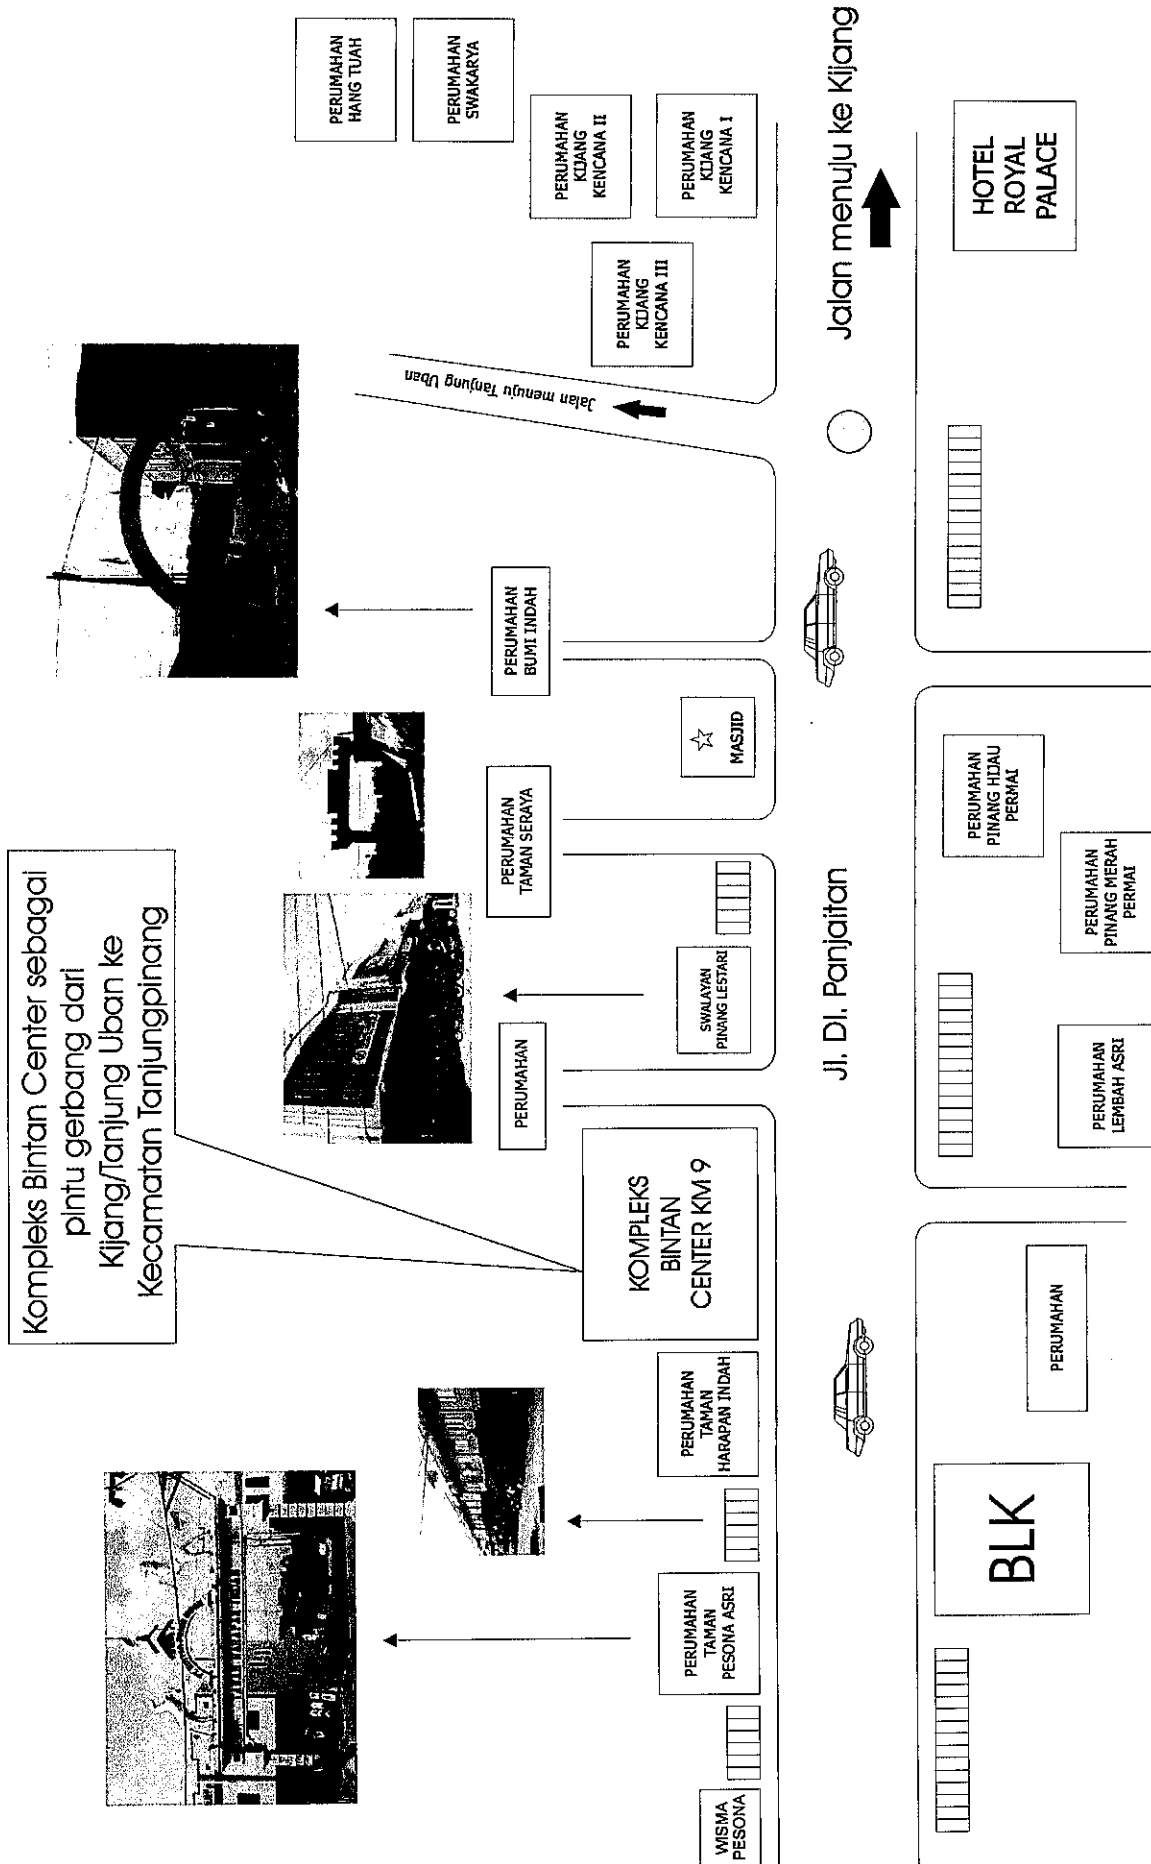 Kompleks Bintan Center sebagai
pintu gerbang dari
Kijang/Tanjung Uban ke
Kecamatan Tanjungpinang
PERUMAHAN
HANG TUAH
PERUMAHAN
SWAKARYA
PERUMAHAN
KIJANG
KENCANA II
PERUMAHAN
KIJANG
KENCANA I
PERUMAHAN
KIJANG
KENCANA III
Jalan menuju Tanjung Uban
PERUMAHAN
BUMI INDAH
PERUMAHAN
TAMAN SERAYA
PERUMAHAN
MASJID
SWALAYAN
PINANG LESTARI
KOMPLEKS
BINTAN
CENTER KM 9
PERUMAHAN
TAMAN
HARAPAN INDAH
PERUMAHAN
TAMAN
PESONA ASRI
WISMA
PESONA
Jl. DI. Panjaitan
Jalan menuju ke Kijang
BLK
PERUMAHAN
PERUMAHAN
LEMBAH ASRI
PERUMAHAN
PINANG MERAH
PERMAI
PERUMAHAN
PINANG HIJAU
PERMAI
HOTEL
ROYAL
PALACE